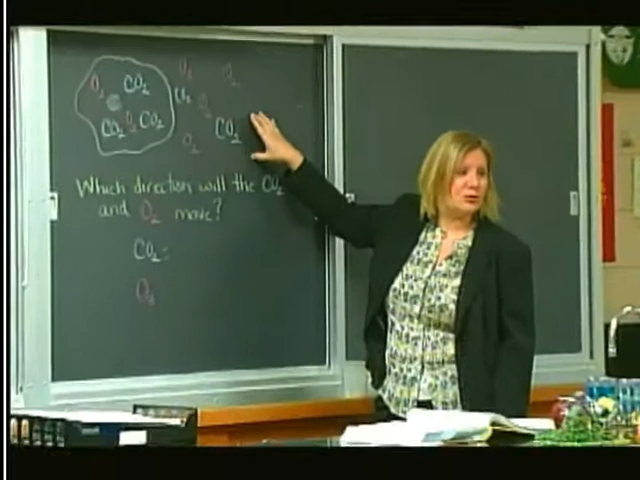 O₂ CO₂ O₂ O₂
CO₂ O₂
CO₂ O₂ CO₂ CO₂
O₂
Which direction will the CO₂
and O₂ move?
CO₂=
O₂